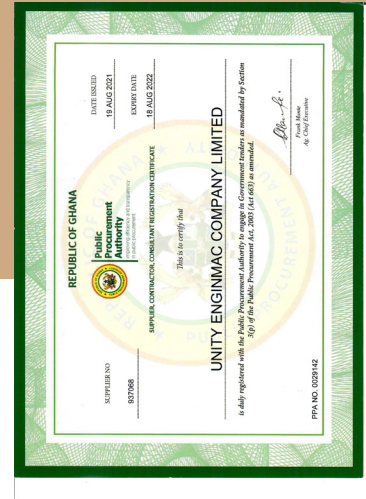 REPUBLIC OF GHANA
Public
Procurement
Authority
SUPPLIER NO
937068
DATE ISSUED
19 AUG 2021
EXPIRY DATE
18 AUG 2022
SUPPLIER, CONTRACTOR, CONSULTANT REGISTRATION CERTIFICATE
This is to certify that
UNITY ENGINMAC COMPANY LIMITED
is duly registered with the Public Procurement Authority to engage in Government tenders as mandated by Section
3(p) of the Public Procurement Act, 2003 (Act 663) as amended.
Ag. Chief Executive
PPA NO. 0029142